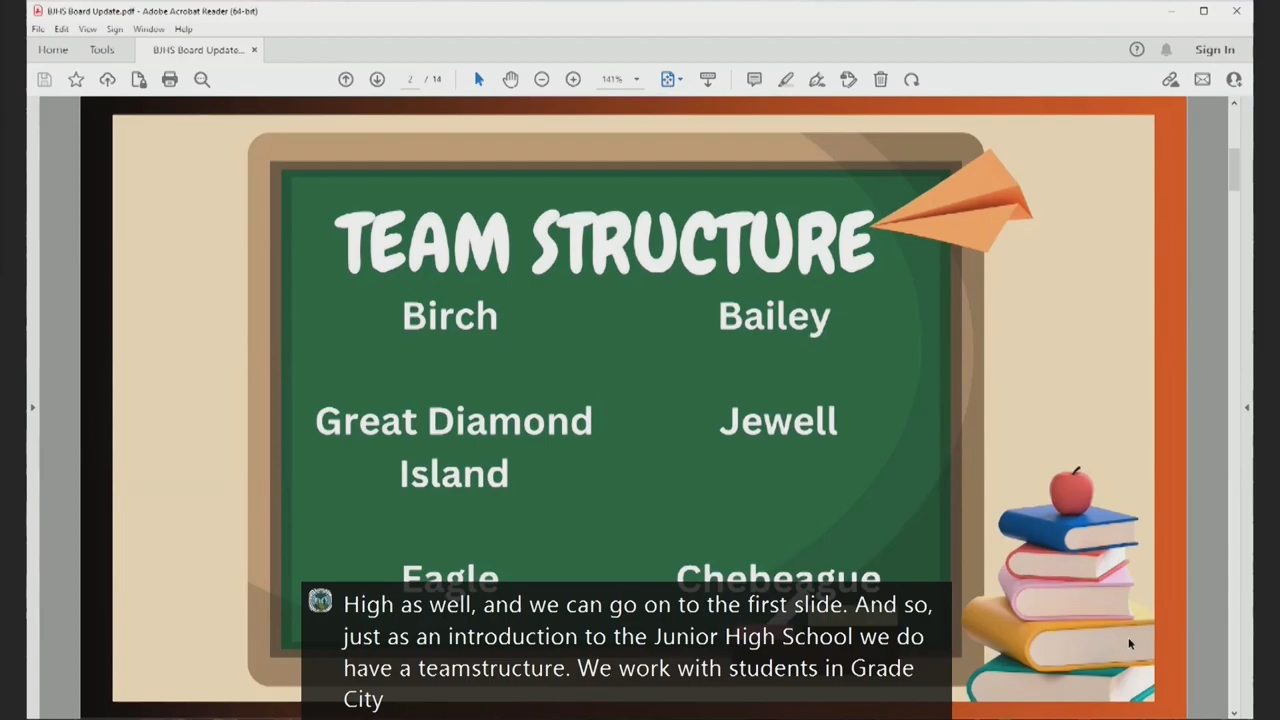 BJHS Board Update.pdf - Adobe Acrobat Reader (64-bit)
File Edit View Sign Window Help
Home Tools BJHS Board Update... × Sign In
2 / 14 141%
TEAM STRUCTURE
Birch Bailey
Great Diamond Jewell
Island
Eagle Chebeague
High as well, and we can go on to the first slide. And so,
just as an introduction to the Junior High School we do
have a teamstructure. We work with students in Grade
City